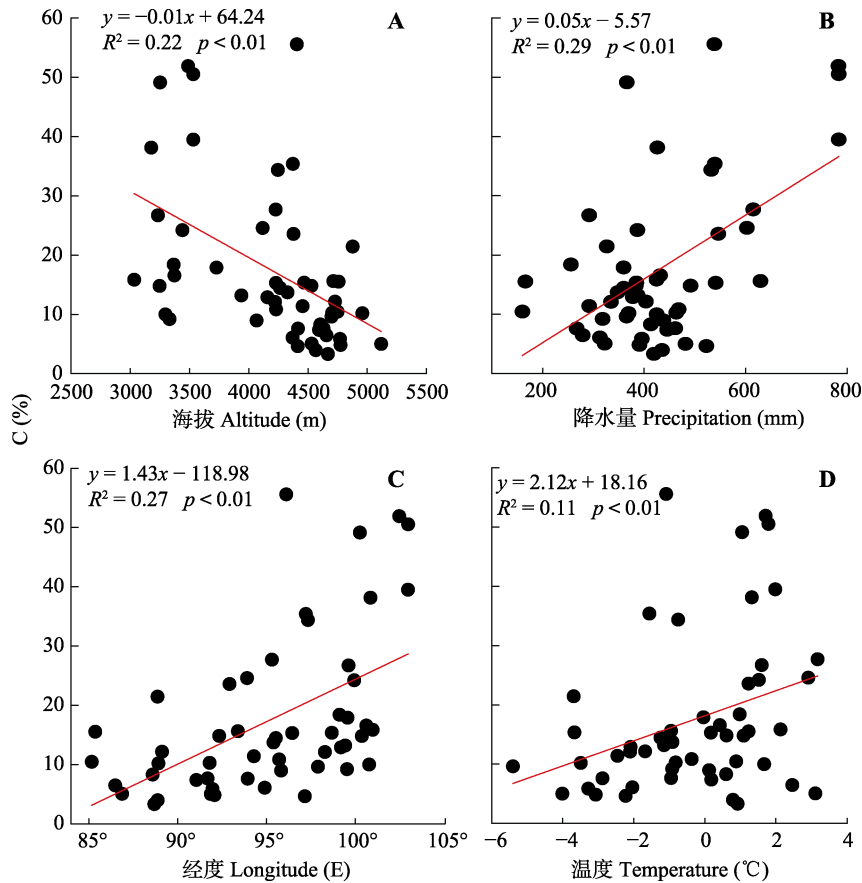 y = −0.01x + 64.24
R² = 0.22 p < 0.01
A
60
50
40
30
20
10
0
2500 3000 3500 4000 4500 5000 5500
海拔 Altitude (m)
y = 0.05x − 5.57
R² = 0.29 p < 0.01
B
200 400 600 800
降水量 Precipitation (mm)
C (%)
y = 1.43x − 118.98
R² = 0.27 p < 0.01
C
60
50
40
30
20
10
0
85° 90° 95° 100° 105°
经度 Longitude (E)
y = 2.12x + 18.16
R² = 0.11 p < 0.01
D
−6 −4 −2 0 2 4
温度 Temperature (℃)